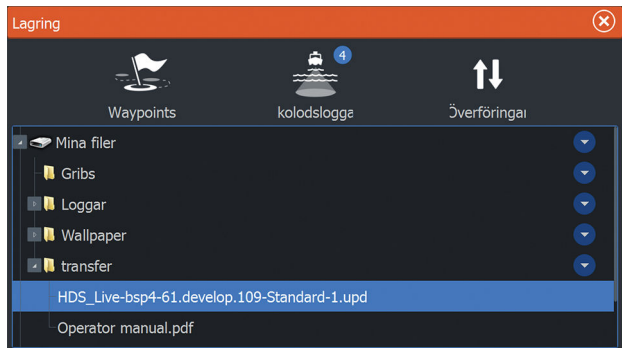 Lagring
4
Waypoints kolodslogga Överföringar
Mina filer
Gribs
Loggar
Wallpaper
transfer
HDS_Live-bsp4-61.develop.109-Standard-1.upd
Operator manual.pdf